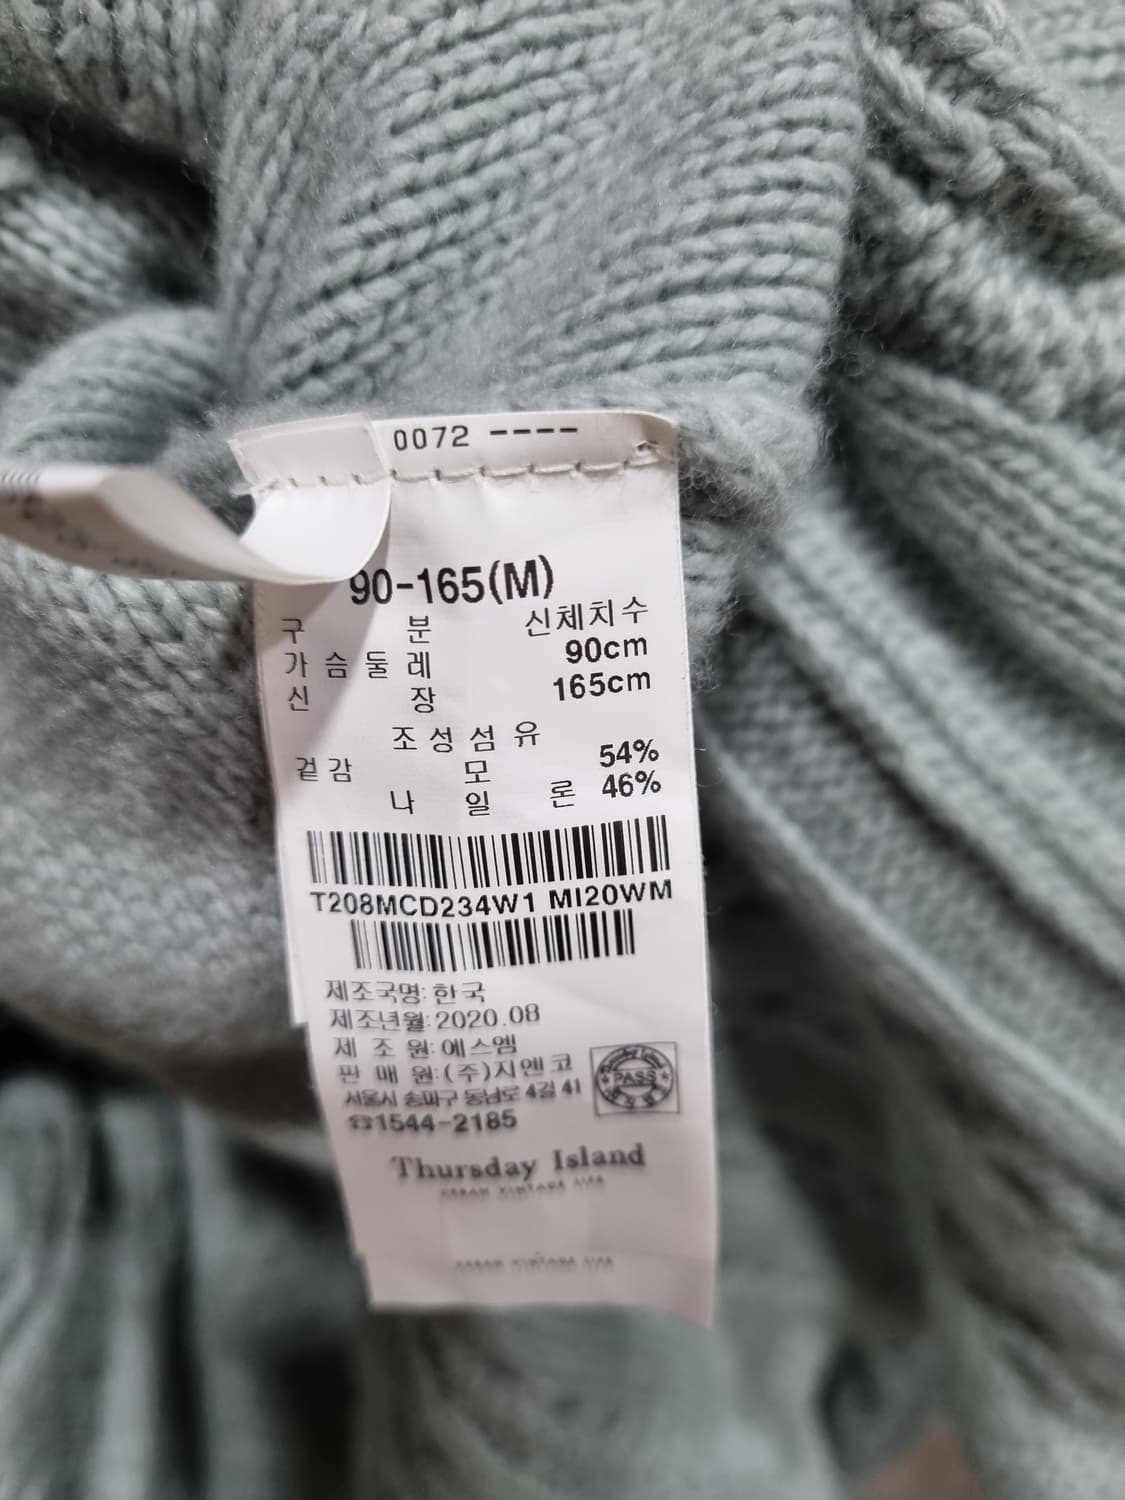 0072 ----
90-165(M)
구 분 신체치수
가슴둘레 90cm
신 장 165cm
조성섬유
겉감 모 54%
나 일 론 46%
T208MCD234W1 MI20WM
제조국명: 한국
제조년월: 2020.08
제 조 원: 에스엠
판 매 원: (주)지엔코
서울시 송파구 동남로 4길 41
☎1544-2185
PASS
Thursday Island